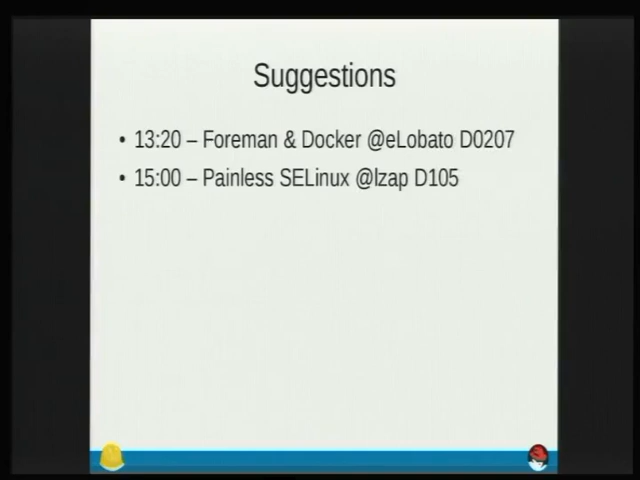 Suggestions
• 13:20 – Foreman & Docker @eLobato D0207
• 15:00 – Painless SELinux @lzap D105